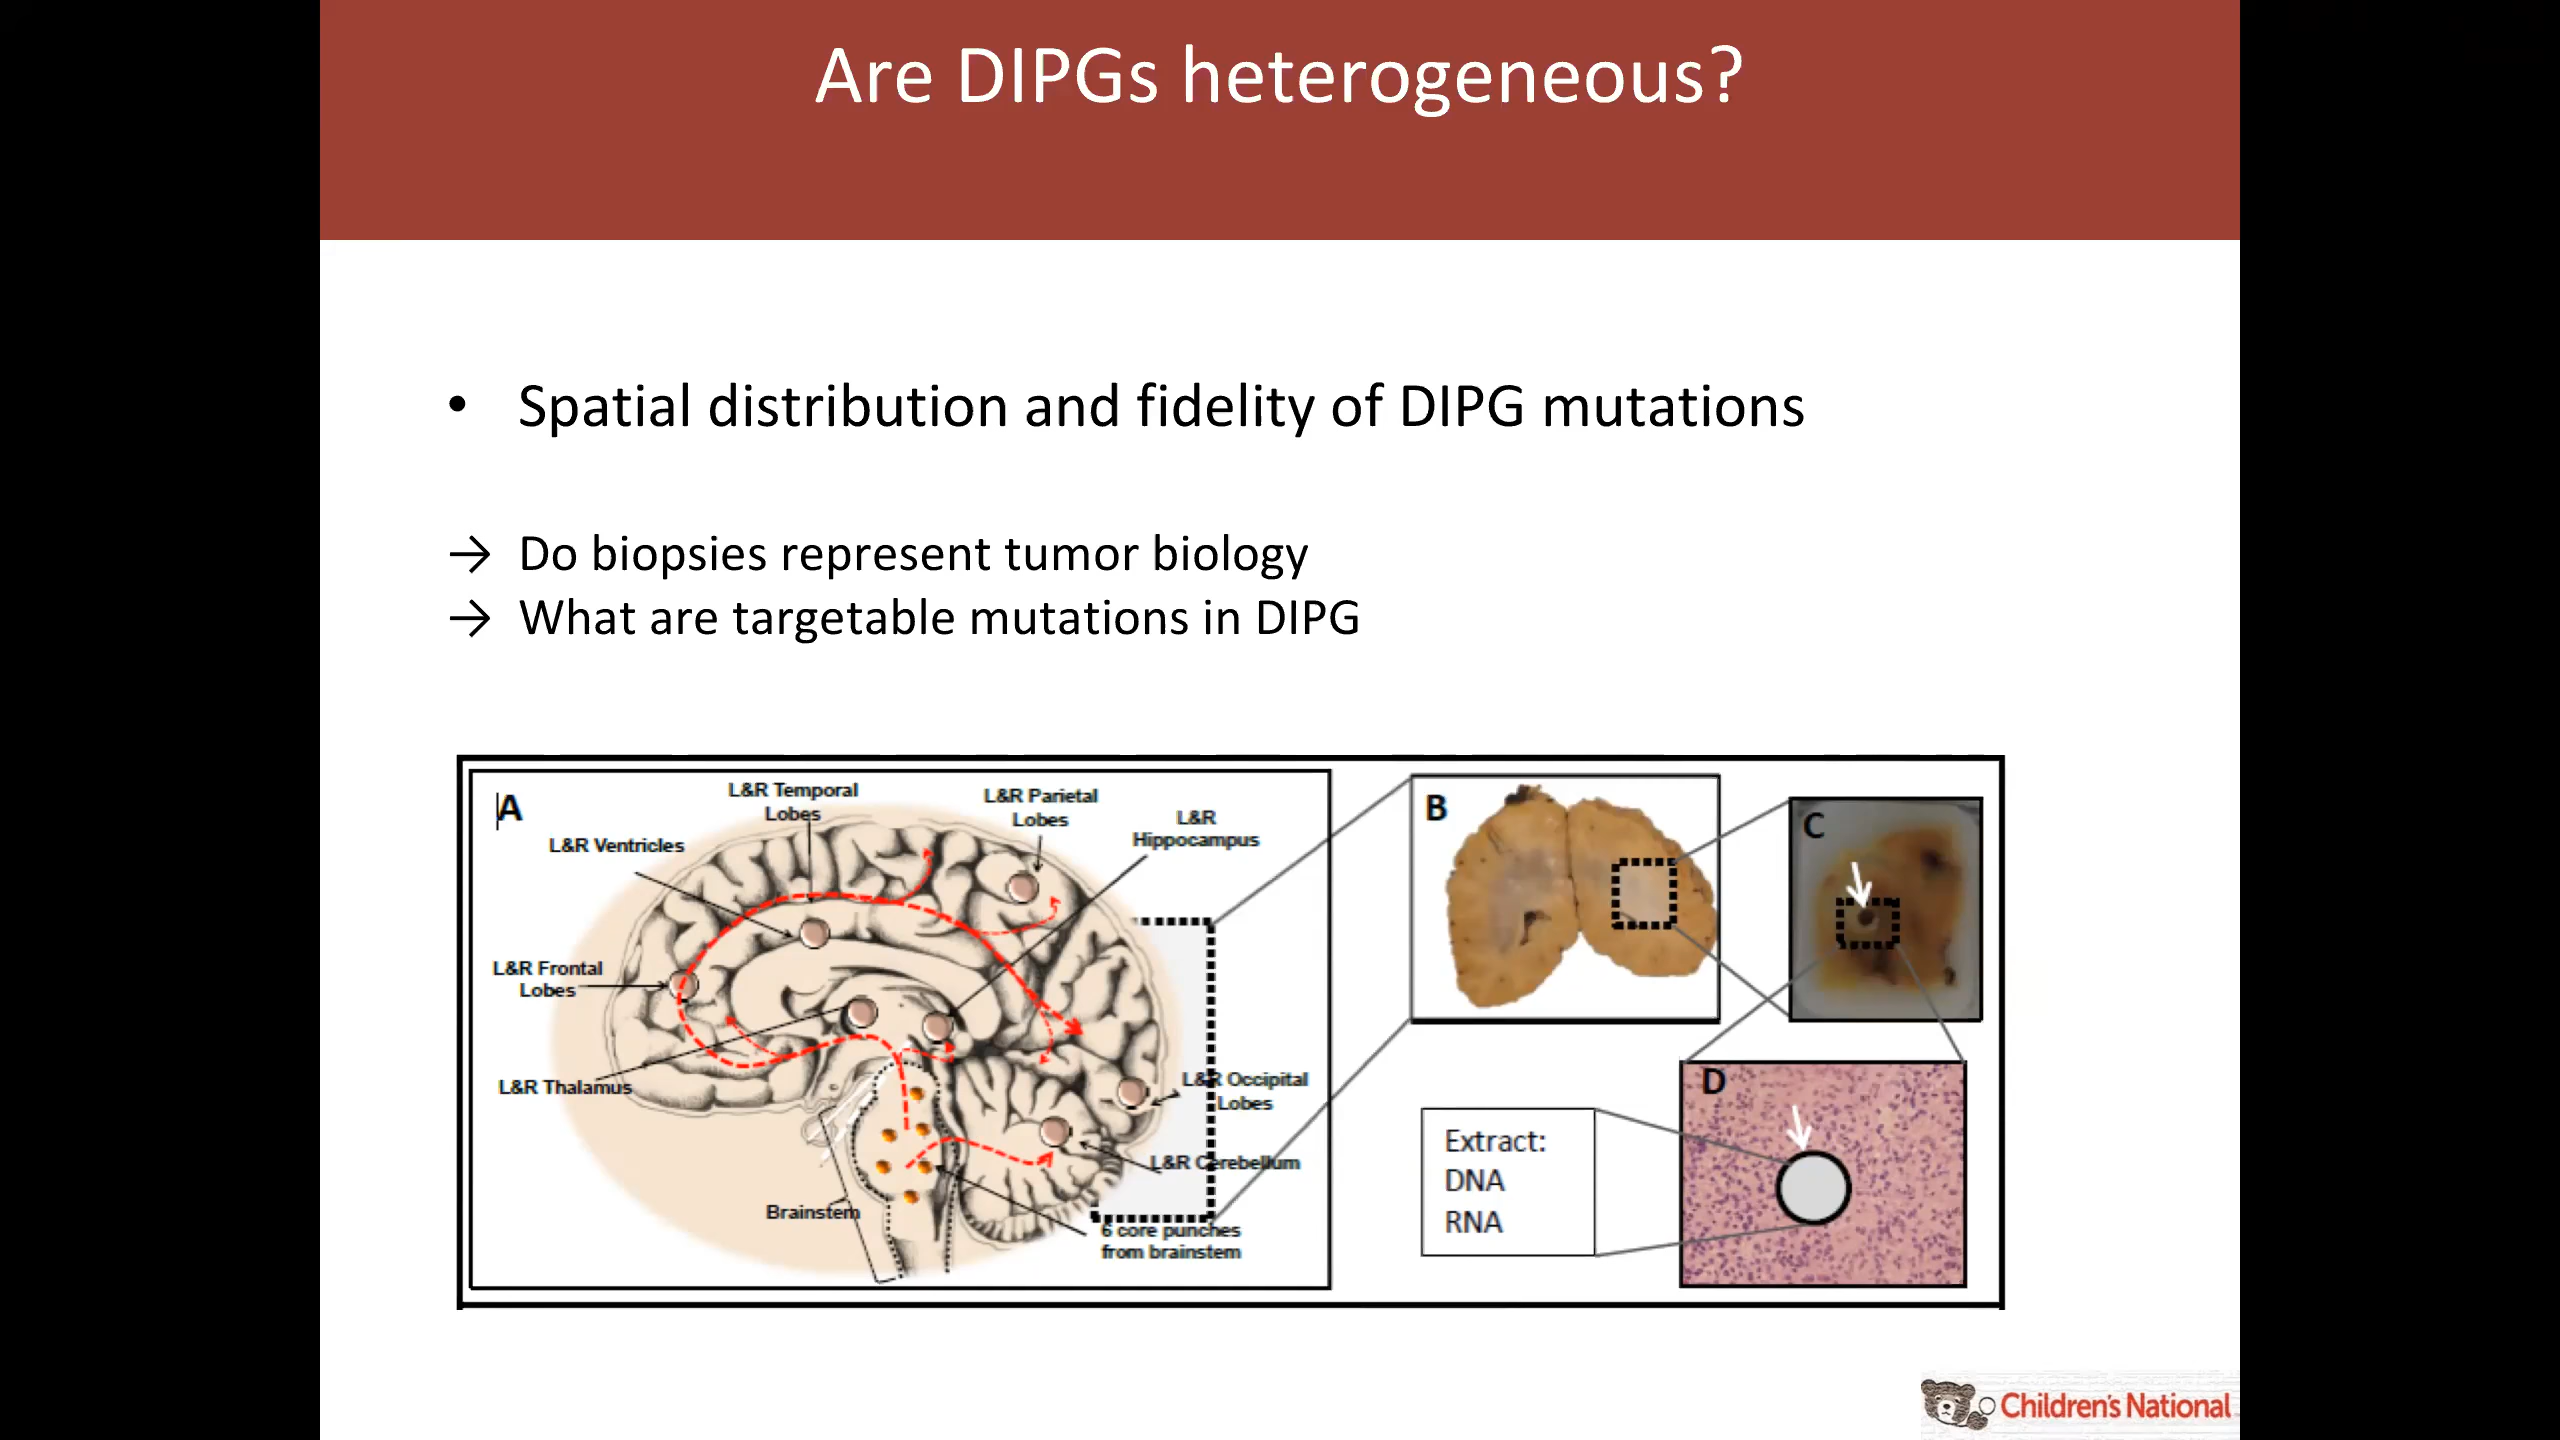 Are DIPGs heterogeneous?
• Spatial distribution and fidelity of DIPG mutations
→ Do biopsies represent tumor biology
→ What are targetable mutations in DIPG
A
L&R Temporal
Lobes
L&R Parietal
Lobes
L&R
Hippocampus
L&R Ventricles
L&R Frontal
Lobes
L&R Thalamus
L&R Occipital
Lobes
L&R Cerebellum
Brainstem
6 core punches
from brainstem
B
C
D
Extract:
DNA
RNA
Children's National